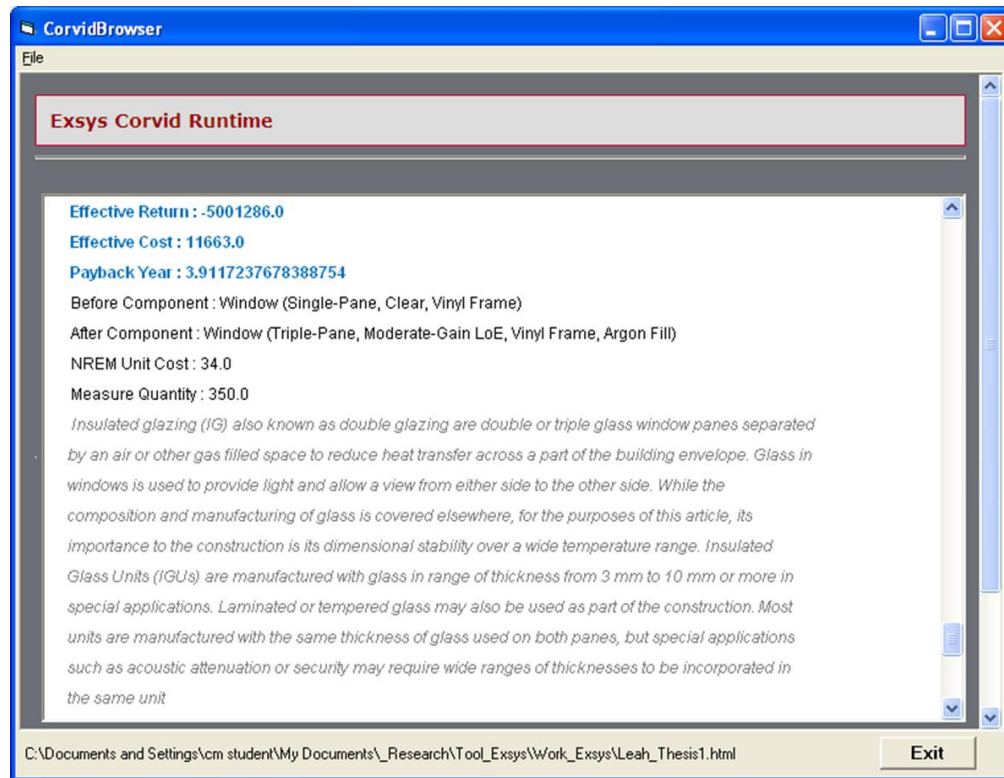 CorvidBrowser
File
Exsys Corvid Runtime
Effective Return : -5001286.0
Effective Cost : 11663.0
Payback Year : 3.9117237678388754
Before Component : Window (Single-Pane, Clear, Vinyl Frame)
After Component : Window (Triple-Pane, Moderate-Gain LoE, Vinyl Frame, Argon Fill)
NREM Unit Cost : 34.0
Measure Quantity : 350.0
Insulated glazing (IG) also known as double glazing are double or triple glass window panes separated
by an air or other gas filled space to reduce heat transfer across a part of the building envelope. Glass in
windows is used to provide light and allow a view from either side to the other side. While the
composition and manufacturing of glass is covered elsewhere, for the purposes of this article, its
importance to the construction is its dimensional stability over a wide temperature range. Insulated
Glass Units (IGUs) are manufactured with glass in range of thickness from 3 mm to 10 mm or more in
special applications. Laminated or tempered glass may also be used as part of the construction. Most
units are manufactured with the same thickness of glass used on both panes, but special applications
such as acoustic attenuation or security may require wide ranges of thicknesses to be incorporated in
the same unit
C:\Documents and Settings\cm student\My Documents\_Research\Tool_Exsys\Work_Exsys\Leah_Thesis1.html
Exit